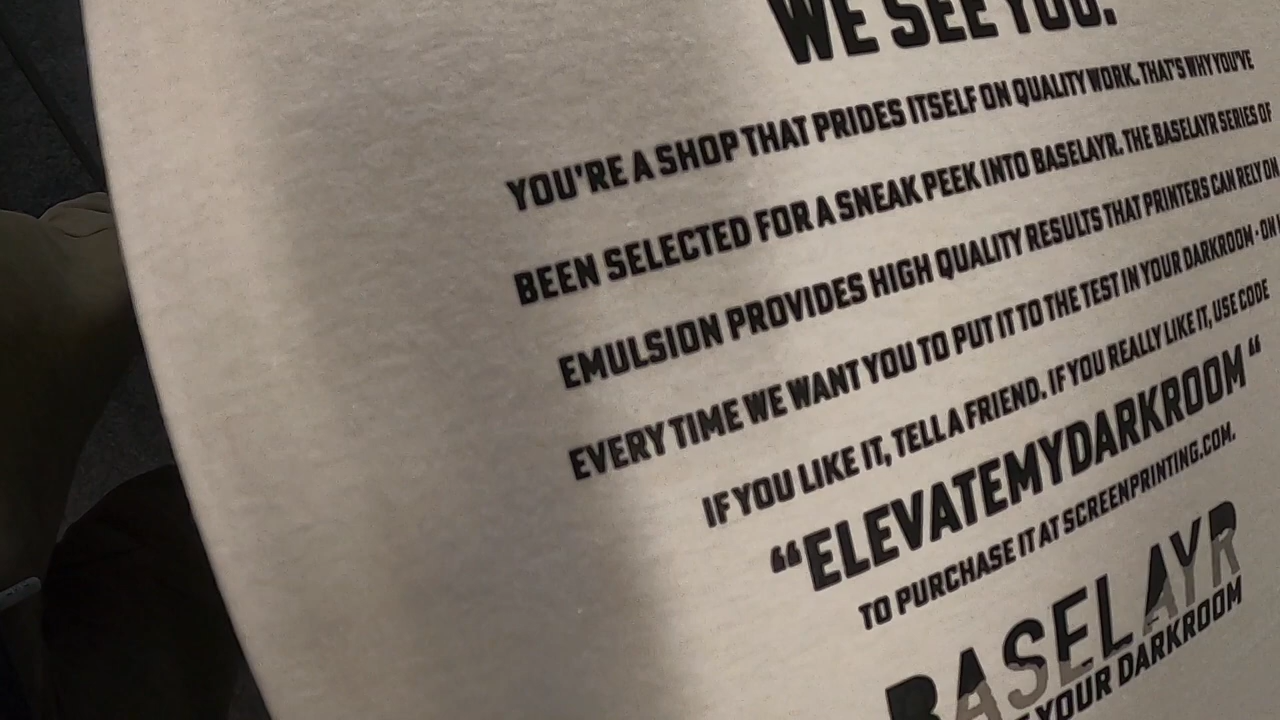 WE SEE YOU.
YOU'RE A SHOP THAT PRIDES ITSELF ON QUALITY WORK. THAT'S WHY YOU'VE
BEEN SELECTED FOR A SNEAK PEEK INTO BASELAYR. THE BASELAYR SERIES OF
EMULSION PROVIDES HIGH QUALITY RESULTS THAT PRINTERS CAN RELY ON
EVERY TIME WE WANT YOU TO PUT IT TO THE TEST IN YOUR DARKROOM - ON
IF YOU LIKE IT, TELL A FRIEND. IF YOU REALLY LIKE IT, USE CODE
“ELEVATEMYDARKROOM“
TO PURCHASE IT AT SCREENPRINTING.COM.
BASELAYR
YOUR DARKROOM